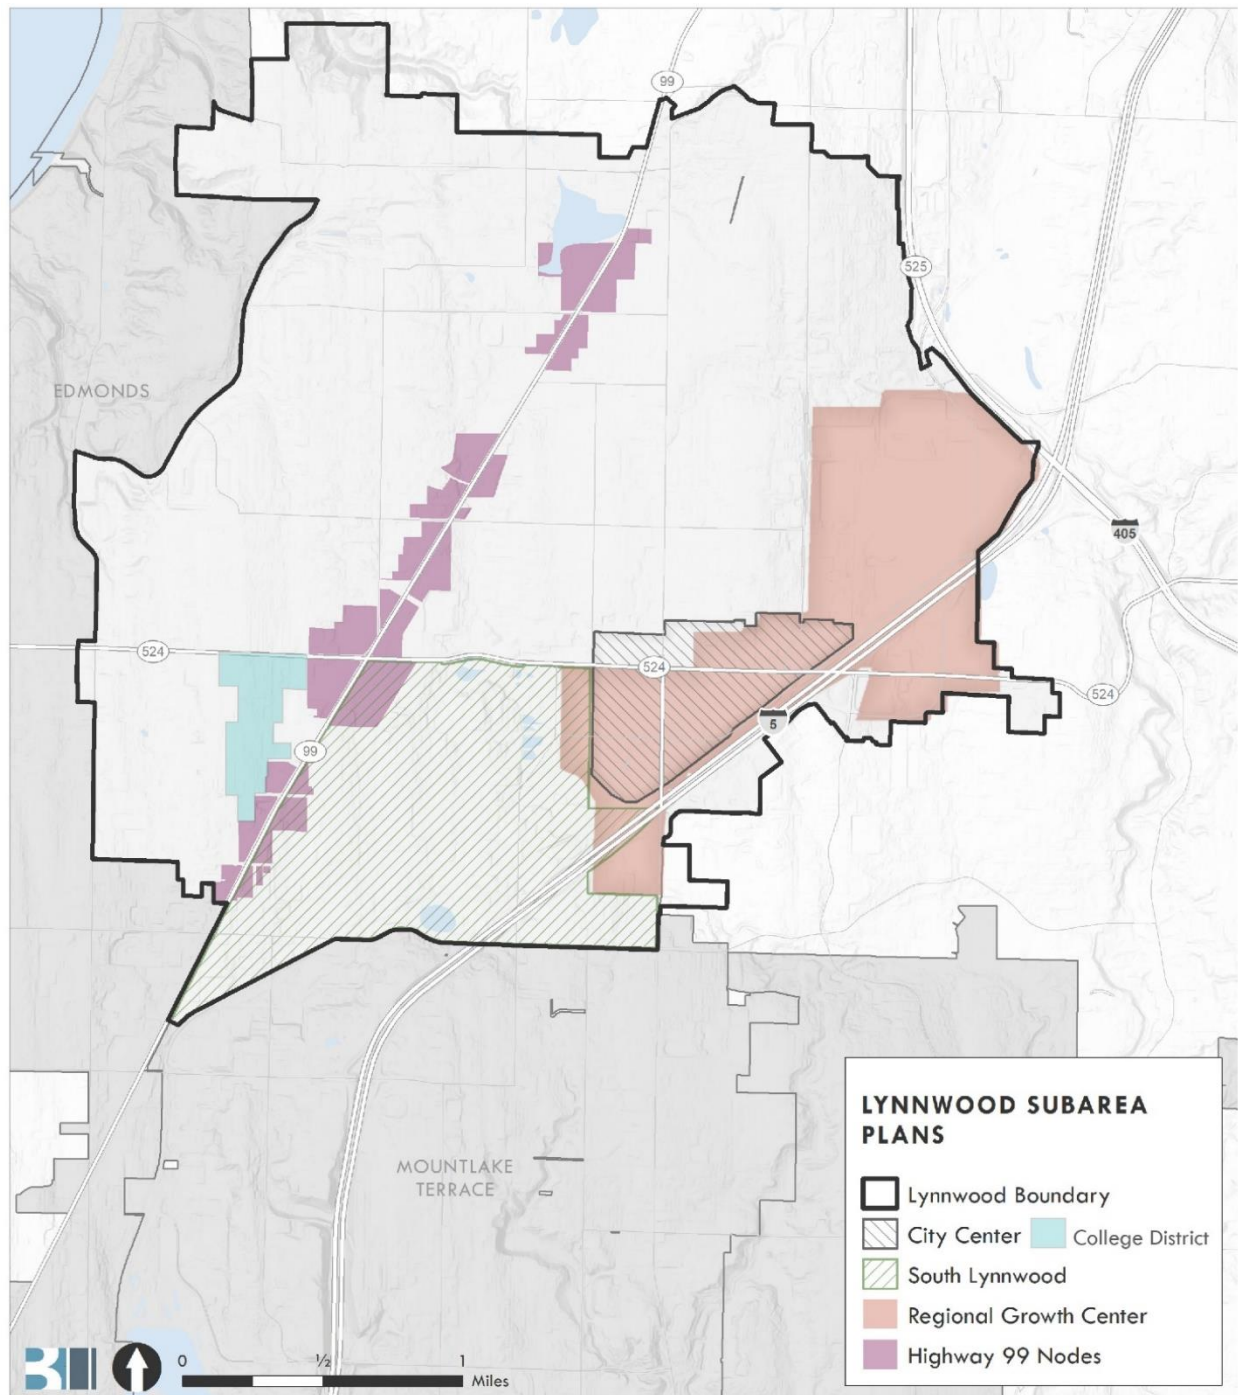 99
525
EDMONDS
405
524
524
524
5
99
LYNNWOOD SUBAREA
PLANS
MOUNTLAKE
TERRACE
Lynnwood Boundary
City Center College District
South Lynnwood
Regional Growth Center
Highway 99 Nodes
0 ½ 1
Miles